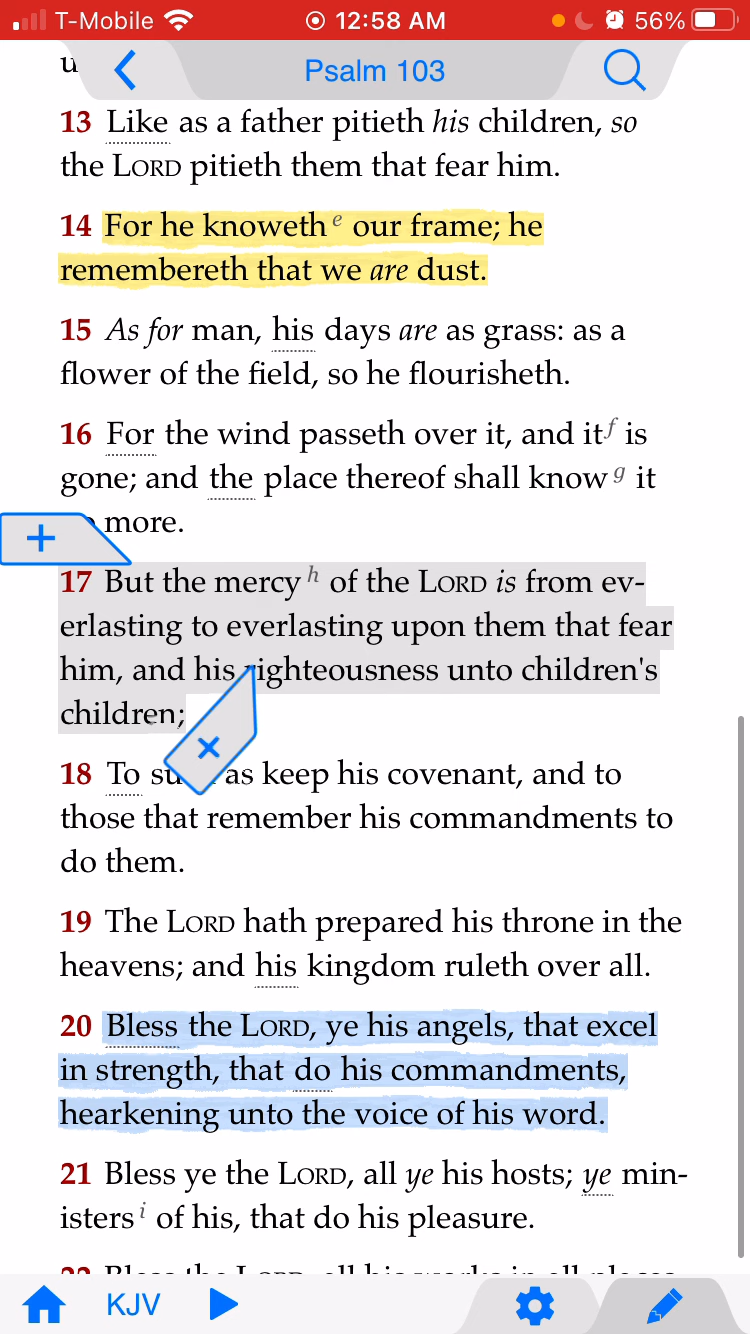 T-Mobile 12:58 AM 56%
Psalm 103
13 Like as a father pitieth his children, so
the LORD pitieth them that fear him.
14 For he knoweth e our frame; he
remembereth that we are dust.
15 As for man, his days are as grass: as a
flower of the field, so he flourisheth.
16 For the wind passeth over it, and it f is
gone; and the place thereof shall know g it
more.
17 But the mercy h of the LORD is from ev-
erlasting to everlasting upon them that fear
him, and his righteousness unto children's
children;
18 To as keep his covenant, and to
those that remember his commandments to
do them.
19 The LORD hath prepared his throne in the
heavens; and his kingdom ruleth over all.
20 Bless the LORD, ye his angels, that excel
in strength, that do his commandments,
hearkening unto the voice of his word.
21 Bless ye the LORD, all ye his hosts; ye min-
isters i of his, that do his pleasure.
KJV